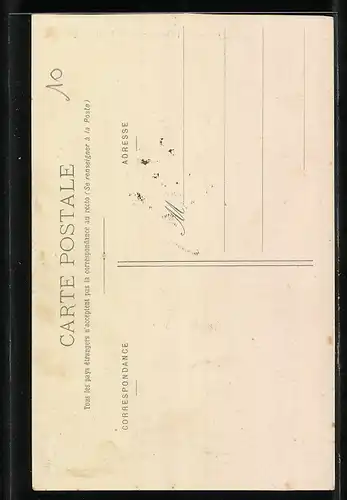 10
CARTE POSTALE
Tous les pays étrangers n'acceptent pas la correspondance au recto (Se renseigner à la Poste)
CORRESPONDANCE
ADRESSE
M